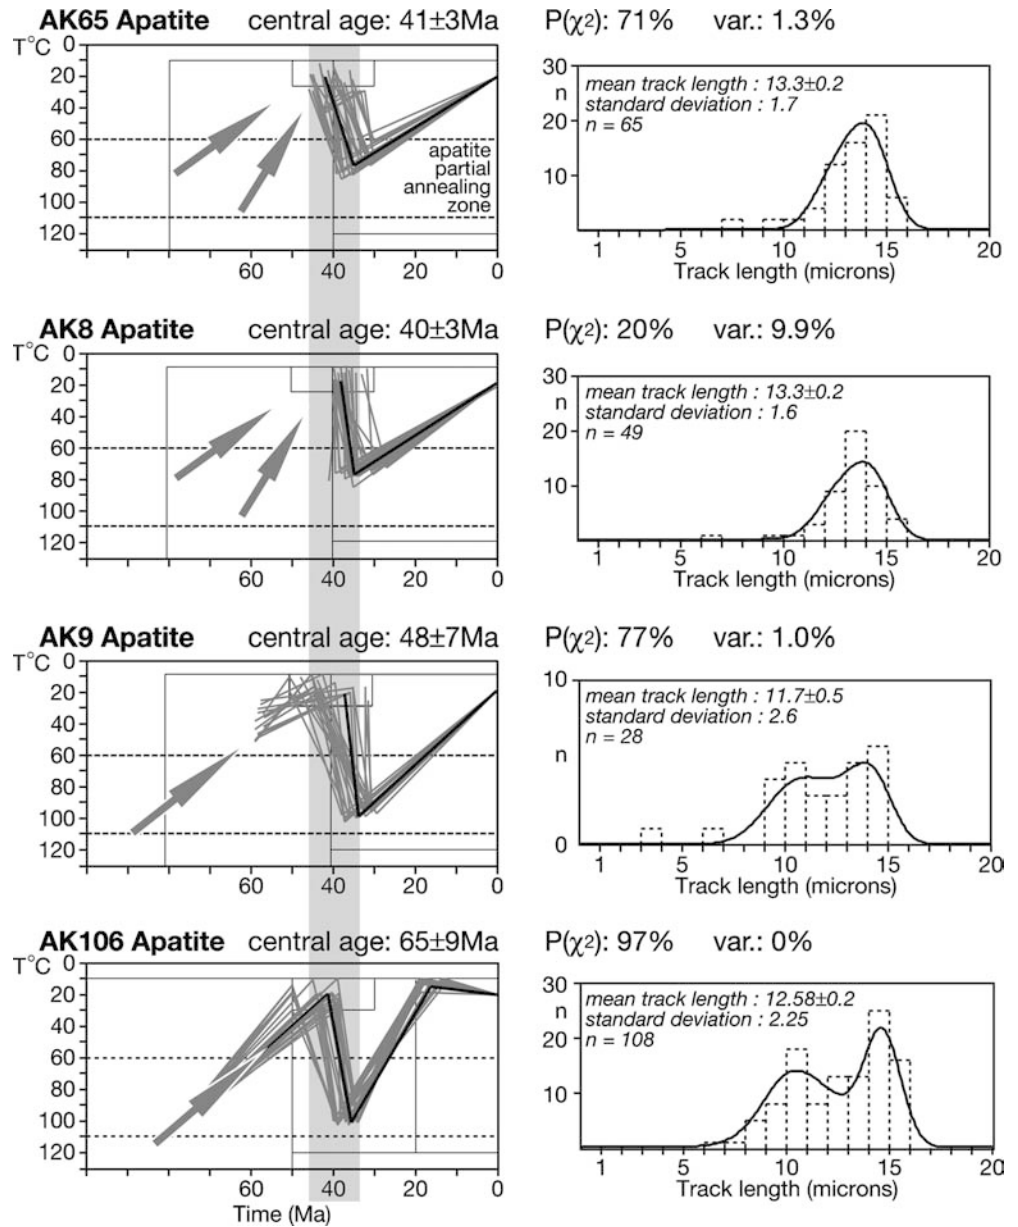 AK65 Apatite central age: 41±3Ma P(χ2): 71% var.: 1.3%
T°C
0
20
40
60
80
100
120
apatite
partial
annealing
zone
60 40 20 0
30
n
20
10
mean track length : 13.3±0.2
standard deviation : 1.7
n = 65
1 5 10 15 20
Track length (microns)
AK8 Apatite central age: 40±3Ma P(χ2): 20% var.: 9.9%
T°C
0
20
40
60
80
100
120
60 40 20 0
30
n
20
10
mean track length : 13.3±0.2
standard deviation : 1.6
n = 49
1 5 10 15 20
Track length (microns)
AK9 Apatite central age: 48±7Ma P(χ2): 77% var.: 1.0%
T°C
0
20
40
60
80
100
120
60 40 20 0
10
n
0
mean track length : 11.7±0.5
standard deviation : 2.6
n = 28
1 5 10 15 20
Track length (microns)
AK106 Apatite central age: 65±9Ma P(χ2): 97% var.: 0%
T°C
0
20
40
60
80
100
120
60 40 20 0
Time (Ma)
30
n
20
10
mean track length : 12.58±0.2
standard deviation : 2.25
n = 108
1 5 10 15 20
Track length (microns)